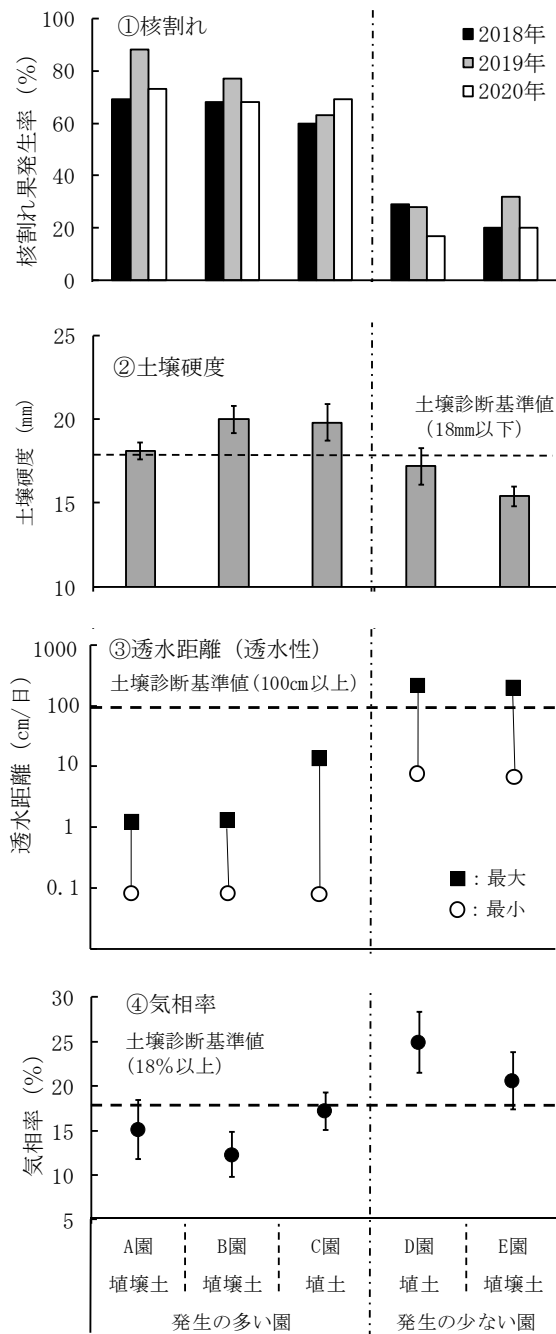 ①核割れ
2018年
2019年
2020年
核割れ果発生率 (%)
100
80
60
40
20
0
②土壌硬度
土壌診断基準値
(18mm以下)
土壌硬度 (mm)
25
20
15
10
③透水距離 (透水性)
土壌診断基準値 (100cm以上)
透水距離 (cm/日)
1000
100
10
1
0.1
■ : 最大
○ : 最小
④気相率
土壌診断基準値
(18%以上)
気相率 (%)
30
25
20
15
10
5
A園 B園 C園 D園 E園
埴壌土 埴壌土 埴土 埴土 埴壌土
発生の多い園 発生の少ない園